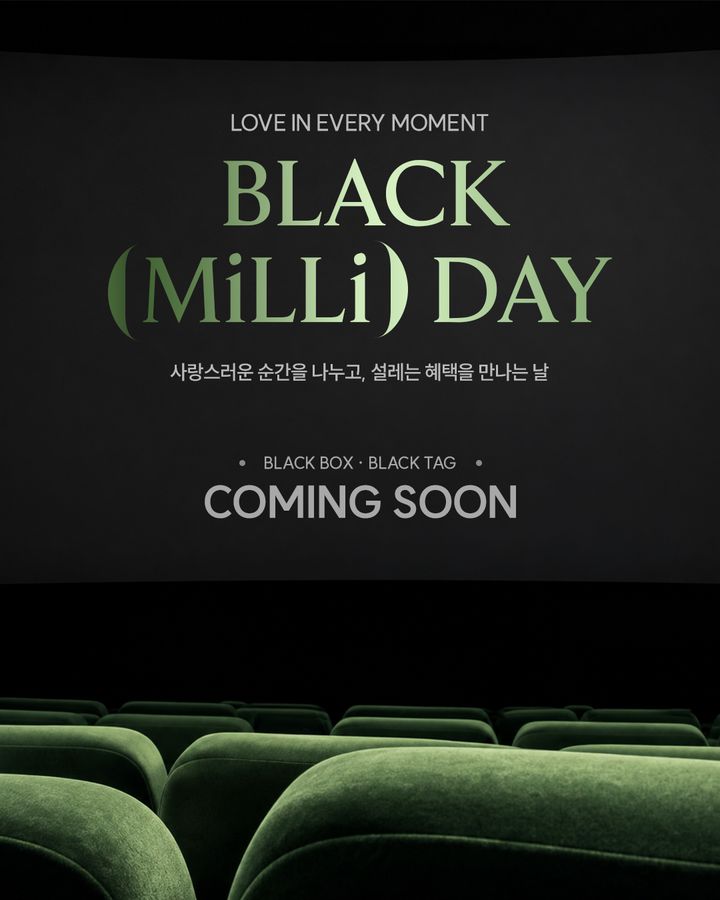 LOVE IN EVERY MOMENT
BLACK
(MiLLi) DAY
사랑스러운 순간을 나누고, 설레는 혜택을 만나는 날
• BLACK BOX · BLACK TAG •
COMING SOON